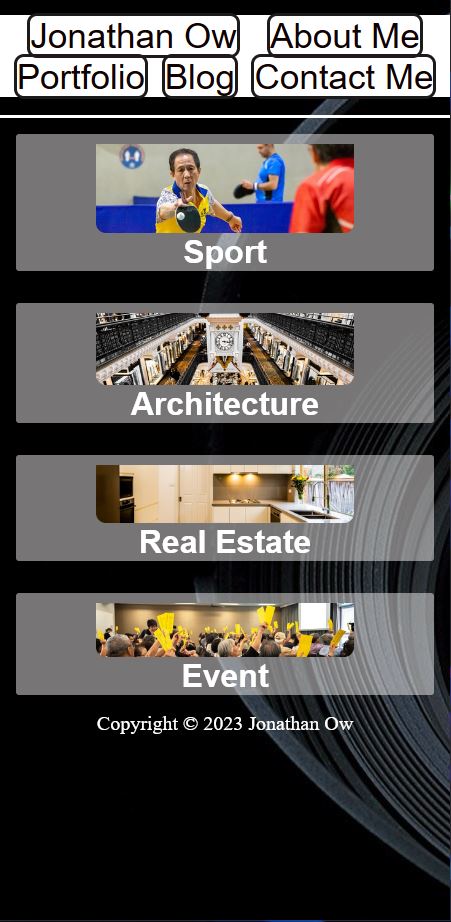 Jonathan Ow About Me
Portfolio Blog Contact Me
Sport
Architecture
Real Estate
Event
Copyright © 2023 Jonathan Ow